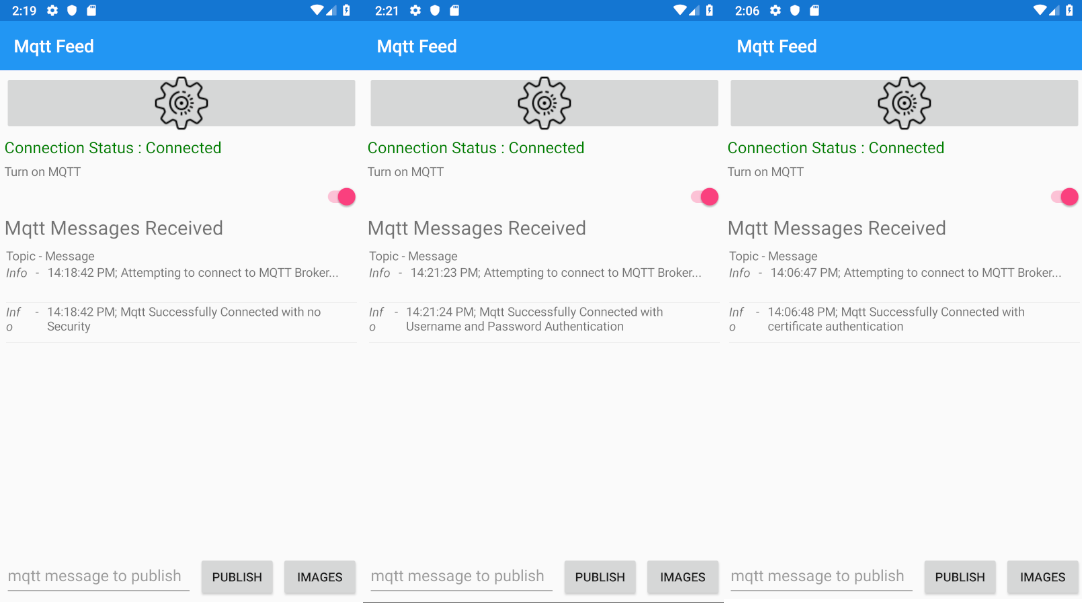 2:19
Mqtt Feed
Connection Status : Connected
Turn on MQTT
Mqtt Messages Received
Topic - Message
Info - 14:18:42 PM; Attempting to connect to MQTT Broker...
Inf - 14:18:42 PM; Mqtt Successfully Connected with no
o Security
mqtt message to publish PUBLISH IMAGES
2:21
Mqtt Feed
Connection Status : Connected
Turn on MQTT
Mqtt Messages Received
Topic - Message
Info - 14:21:23 PM; Attempting to connect to MQTT Broker...
Inf - 14:21:24 PM; Mqtt Successfully Connected with
o Username and Password Authentication
mqtt message to publish PUBLISH IMAGES
2:06
Mqtt Feed
Connection Status : Connected
Turn on MQTT
Mqtt Messages Received
Topic - Message
Info - 14:06:47 PM; Attempting to connect to MQTT Broker...
Inf - 14:06:48 PM; Mqtt Successfully Connected with
o certificate authentication
mqtt message to publish PUBLISH IMAGES